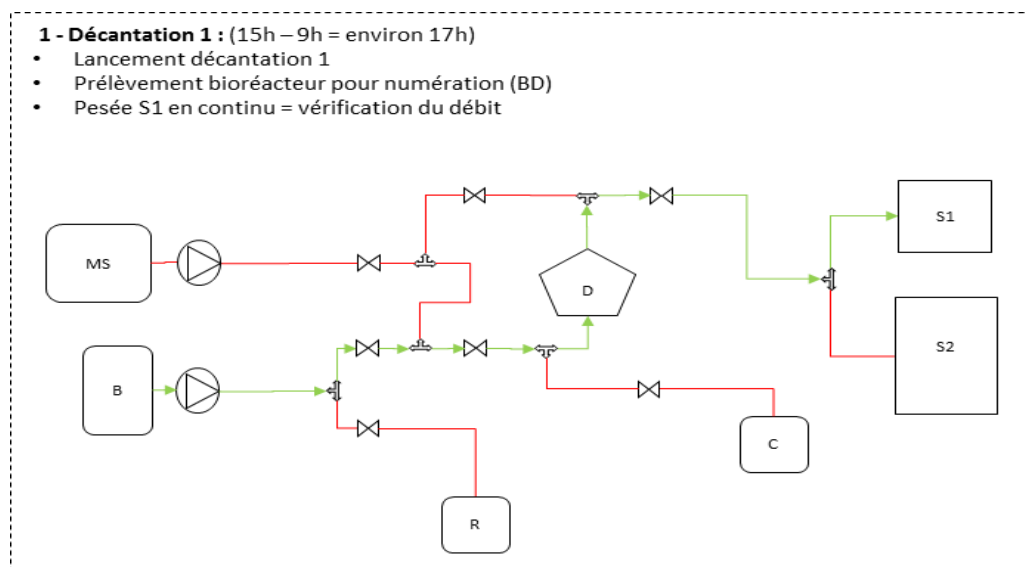 1 - Décantation 1 : (15h – 9h = environ 17h)
• Lancement décantation 1
• Prélèvement bioréacteur pour numération (BD)
• Pesée S1 en continu = vérification du débit
S1
MS
D
S2
B
C
R